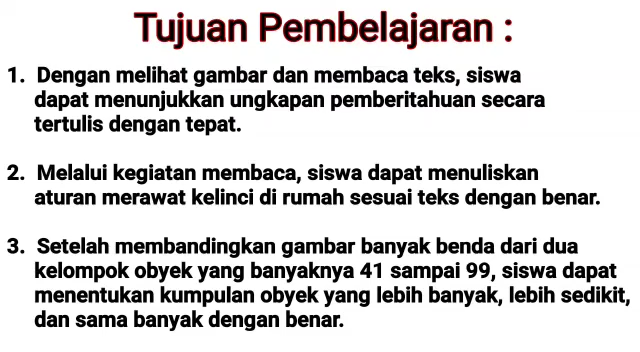 Tujuan Pembelajaran :
1. Dengan melihat gambar dan membaca teks, siswa
dapat menunjukkan ungkapan pemberitahuan secara
tertulis dengan tepat.
2. Melalui kegiatan membaca, siswa dapat menuliskan
aturan merawat kelinci di rumah sesuai teks dengan benar.
3. Setelah membandingkan gambar banyak benda dari dua
kelompok obyek yang banyaknya 41 sampai 99, siswa dapat
menentukan kumpulan obyek yang lebih banyak, lebih sedikit,
dan sama banyak dengan benar.